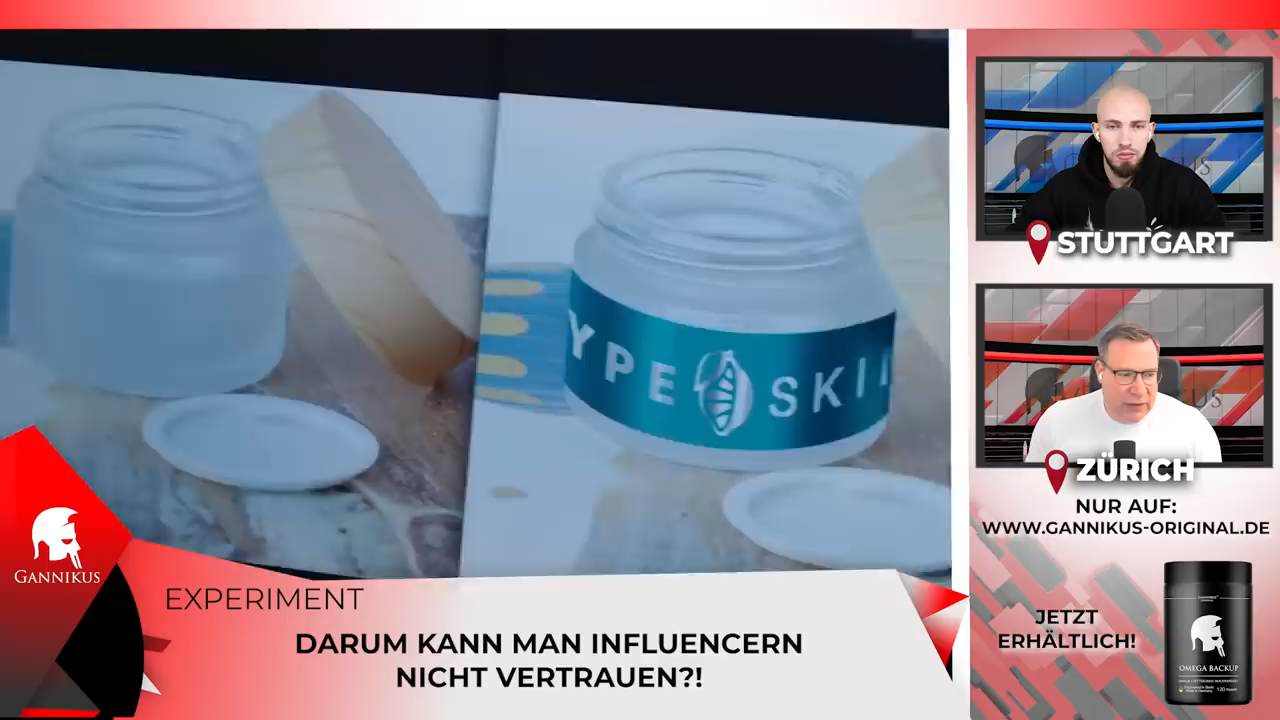 YPE SKI
GANNIKUS
EXPERIMENT
DARUM KANN MAN INFLUENCERN
NICHT VERTRAUEN?!
STUTTGART
ZÜRICH
NUR AUF:
WWW.GANNIKUS-ORIGINAL.DE
JETZT
ERHÄLTLICH!
OMEGA BACKUP